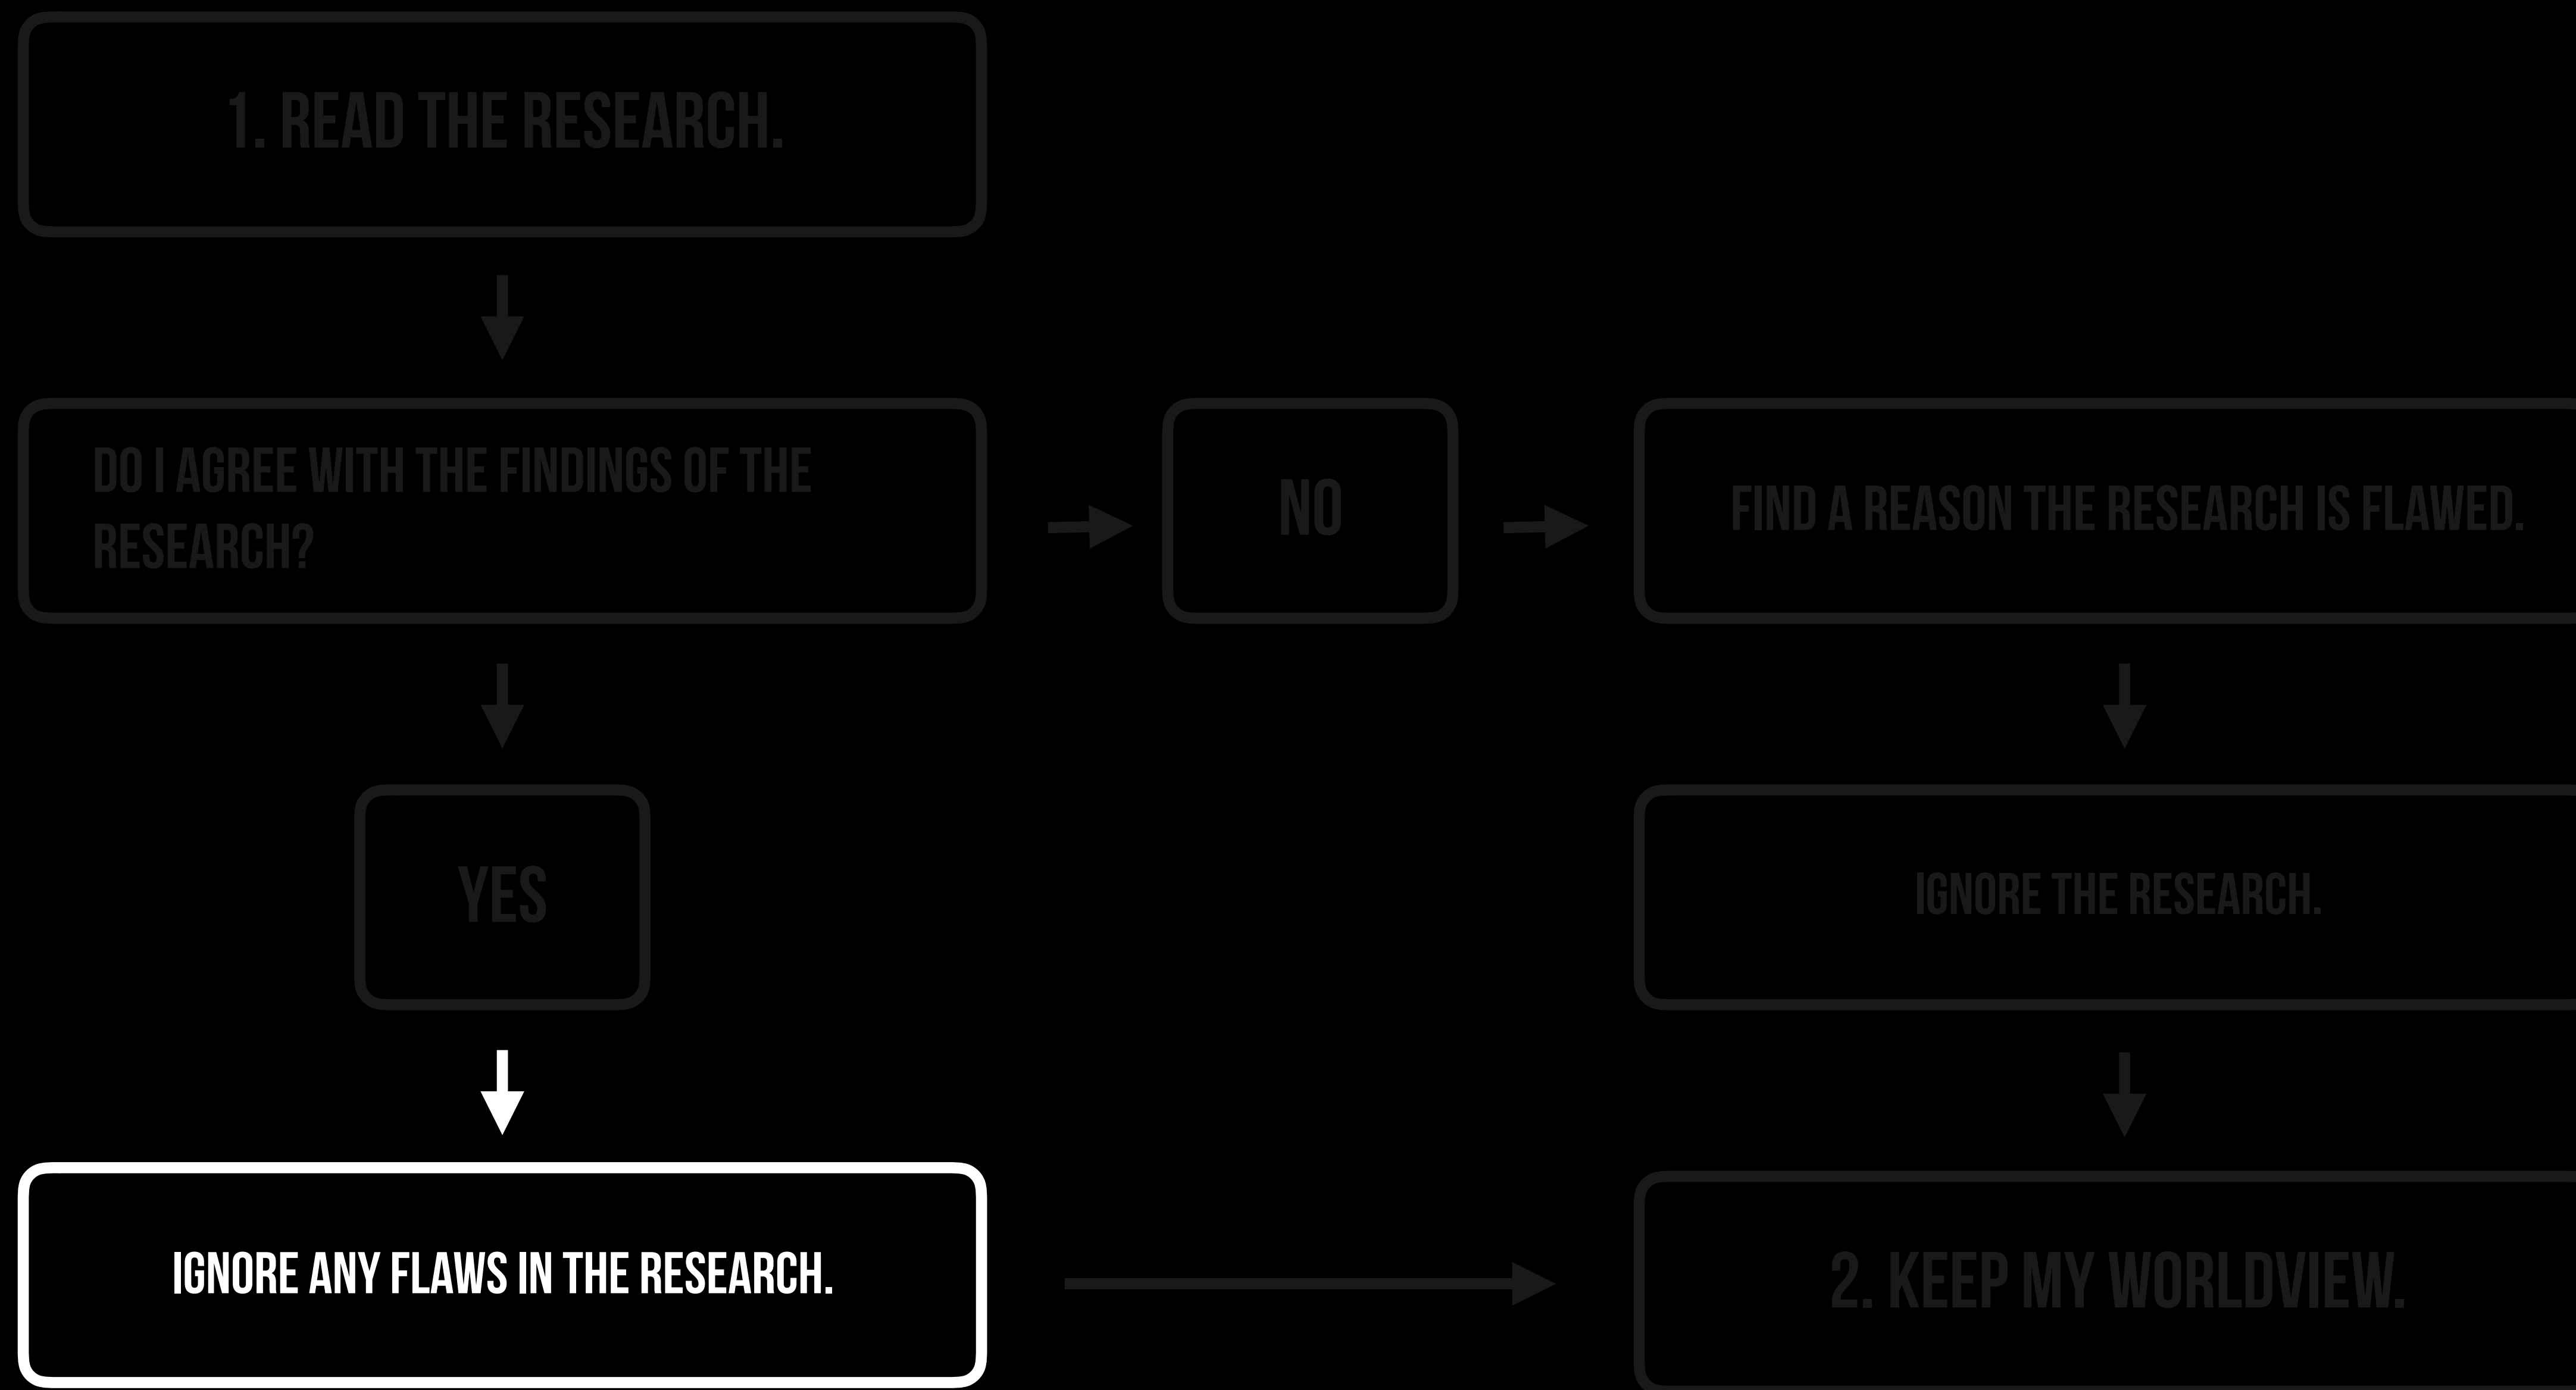 1. READ THE RESEARCH.
DO I AGREE WITH THE FINDINGS OF THE
RESEARCH?
NO
FIND A REASON THE RESEARCH IS FLAWED.
YES
IGNORE THE RESEARCH.
IGNORE ANY FLAWS IN THE RESEARCH.
2. KEEP MY WORLDVIEW.